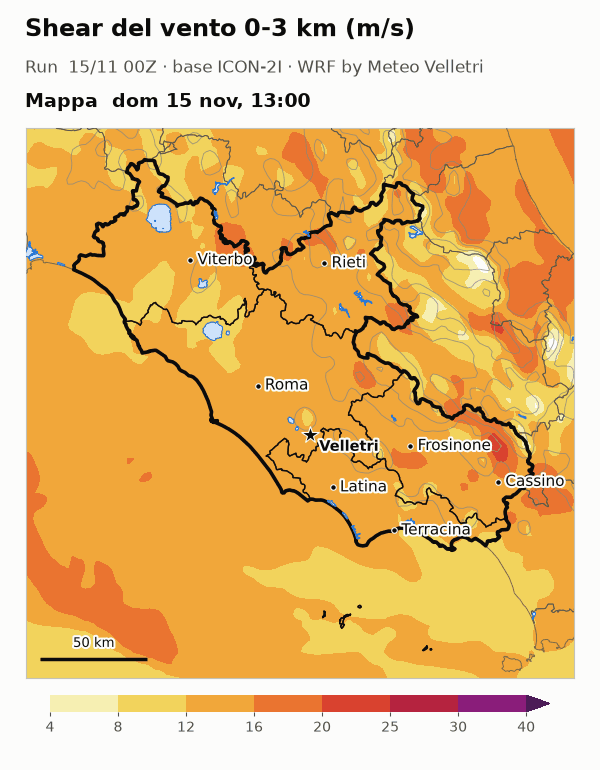 Shear del vento 0-3 km (m/s)
Run 15/11 00Z · base ICON-2I · WRF by Meteo Velletri
Mappa dom 15 nov, 13:00
Viterbo
Rieti
Roma
Velletri
Frosinone
Latina
Cassino
Terracina
50 km
4 8 12 16 20 25 30 40